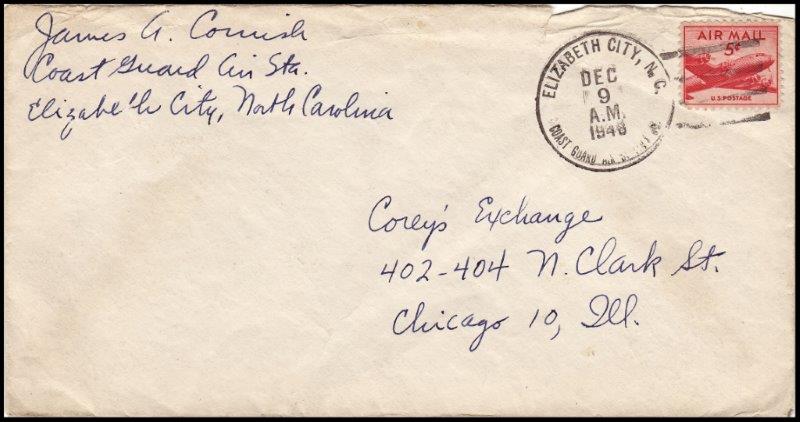 James A. Cornish
Coast Guard Air Sta.
Elizabeth City, North Carolina
ELIZABETH CITY, N. C.
DEC
9
A.M.
1948
COAST GUARD AIR
AIR MAIL
5¢
U.S. POSTAGE
Corey's Exchange
402-404 N. Clark St.
Chicago 10, Ill.